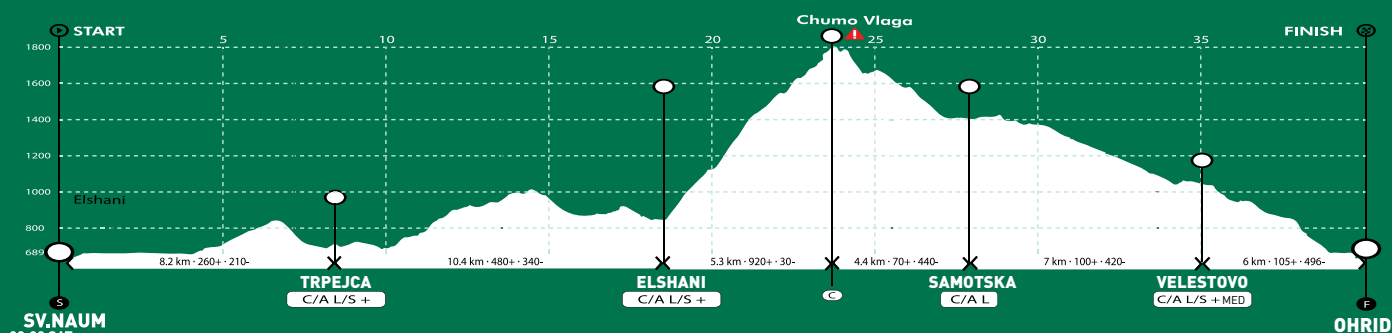 Chumo Vlaga
START
FINISH
5 10 15 20 25 30 35
1800
1600
1400
1200
1000
Elshani
800
689
8.2 km · 260+ · 210-
10.4 km · 480+ · 340-
5.3 km · 920+ · 30-
4.4 km · 70+ · 440-
7 km · 100+ · 420-
6 km · 105+ · 496-
TRPEJCA
C/A L/S +
ELSHANI
C/A L/S +
C
SAMOTSKA
C/A L
VELESTOVO
C/A L/S +MED
S
SV.NAUM
F
OHRID